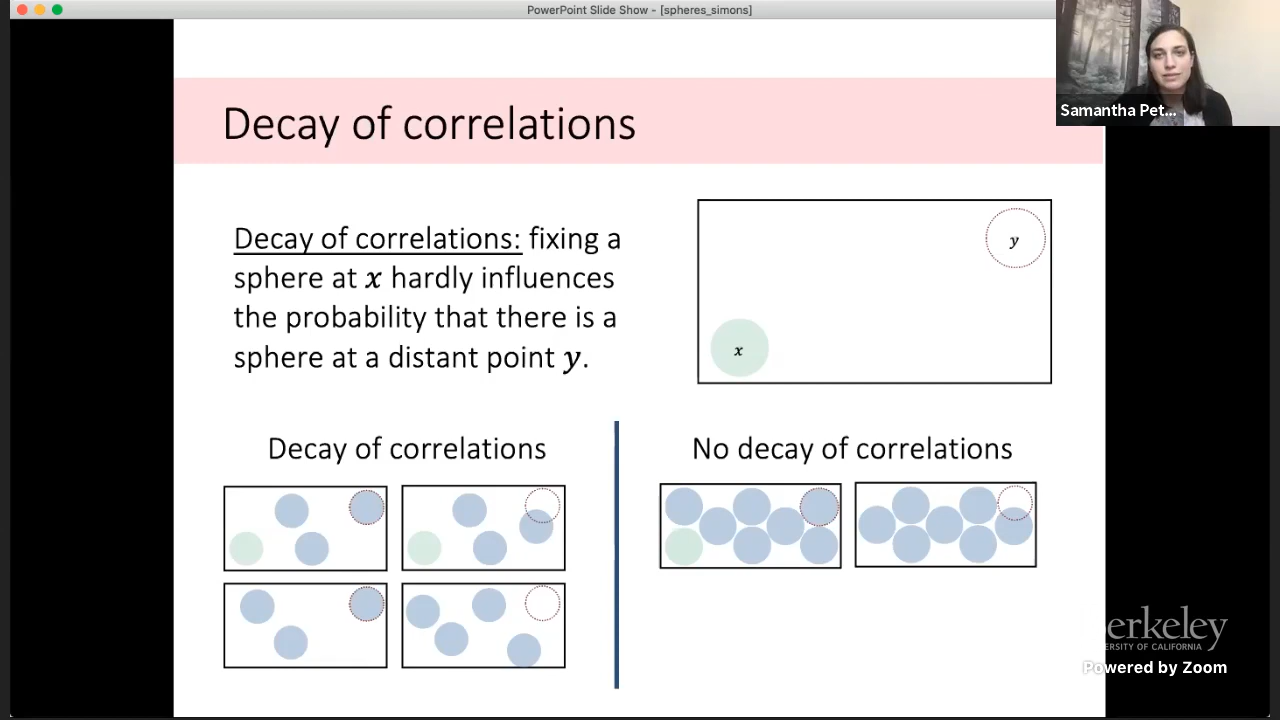 PowerPoint Slide Show - [spheres_simons]
Samantha Pet...
Decay of correlations
Decay of correlations: fixing a
sphere at x hardly influences
the probability that there is a
sphere at a distant point y.
y
x
Decay of correlations
No decay of correlations
erkeley
ERSITY OF CALIFORNIA
Powered by Zoom